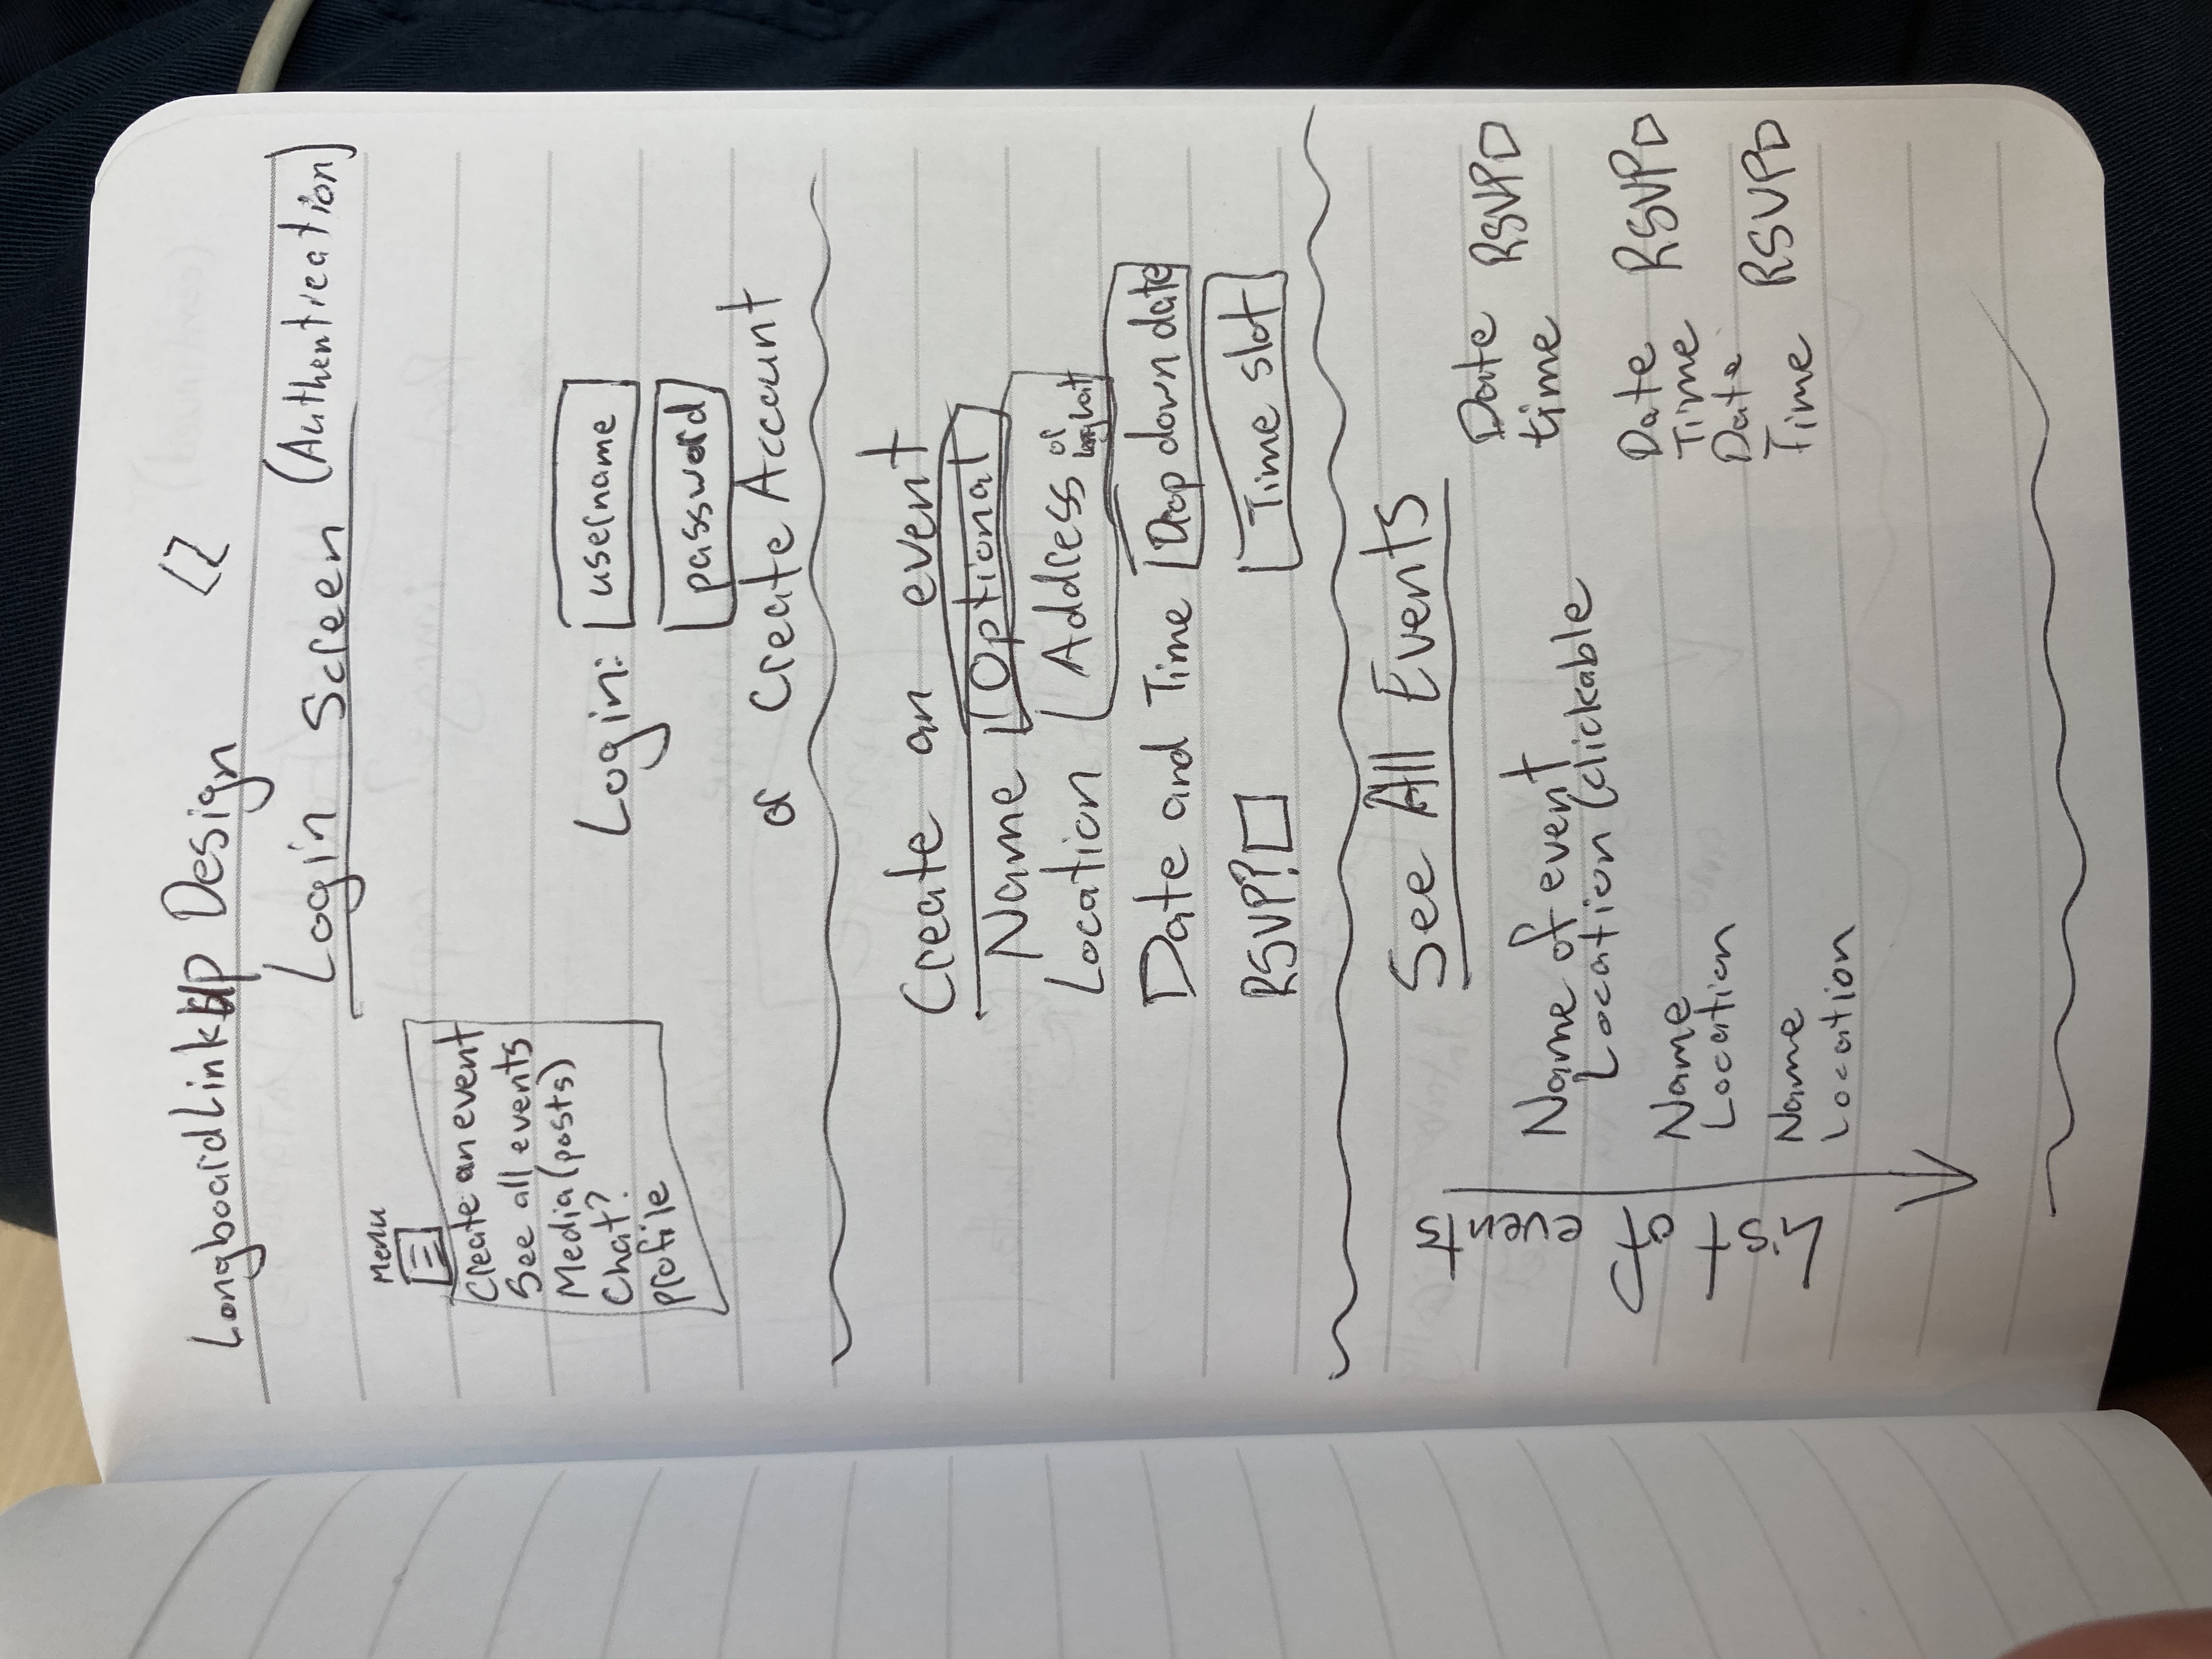 LongboardLinkUp Design
Login Screen (Authentication)
Menu
Create an event
See all events
Media (posts)
Chat?
profile
Login: username
password
or Create Account
Create an event
Name Optional
Location Address or
Date and Time Drop down date
RSVP? Time slot
See All Events
List of events
Name of event
Location (clickable
Date
time
RSVP
Name
Location
Date
Time
RSVP
Name
Location
Date
Time
RSVP